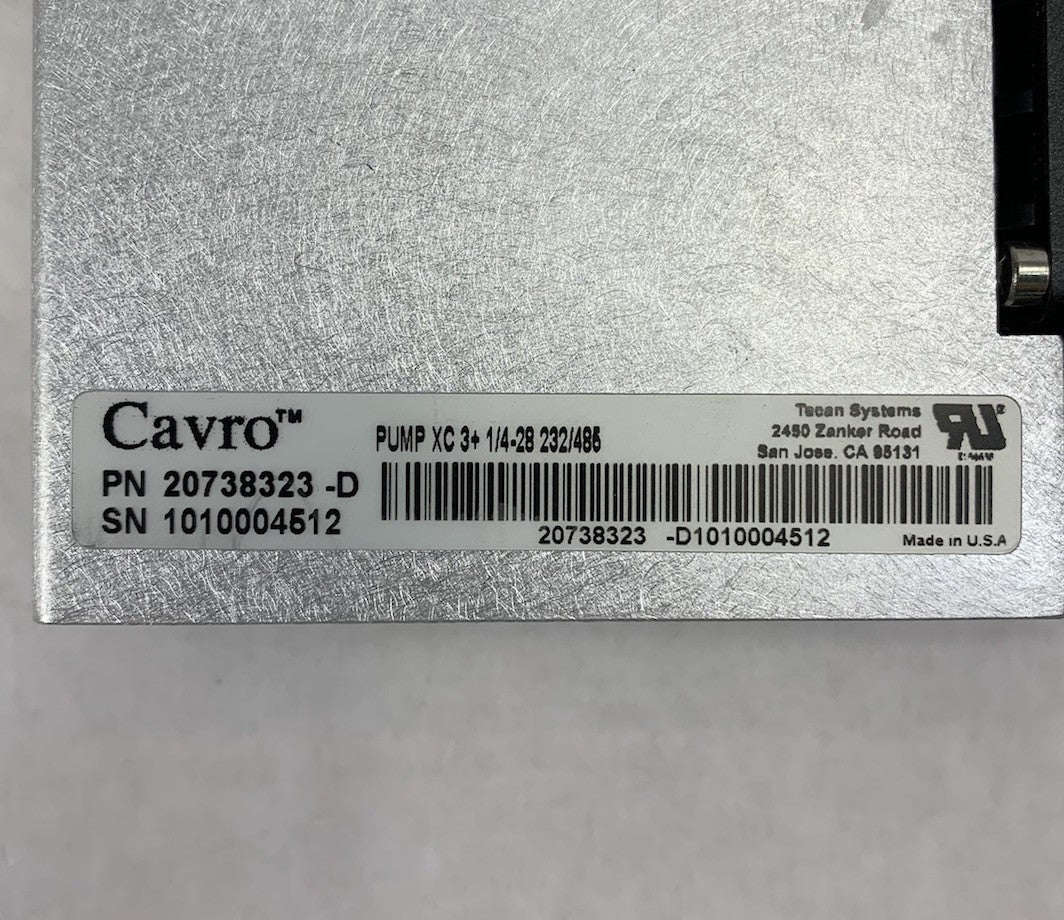 Cavro™
PUMP XC 3+ 1/4-28 232/485
Tecan Systems
2450 Zanker Road
San Jose, CA 95131
PN 20738323 -D
SN 1010004512
20738323 -D1010004512
Made in U.S.A